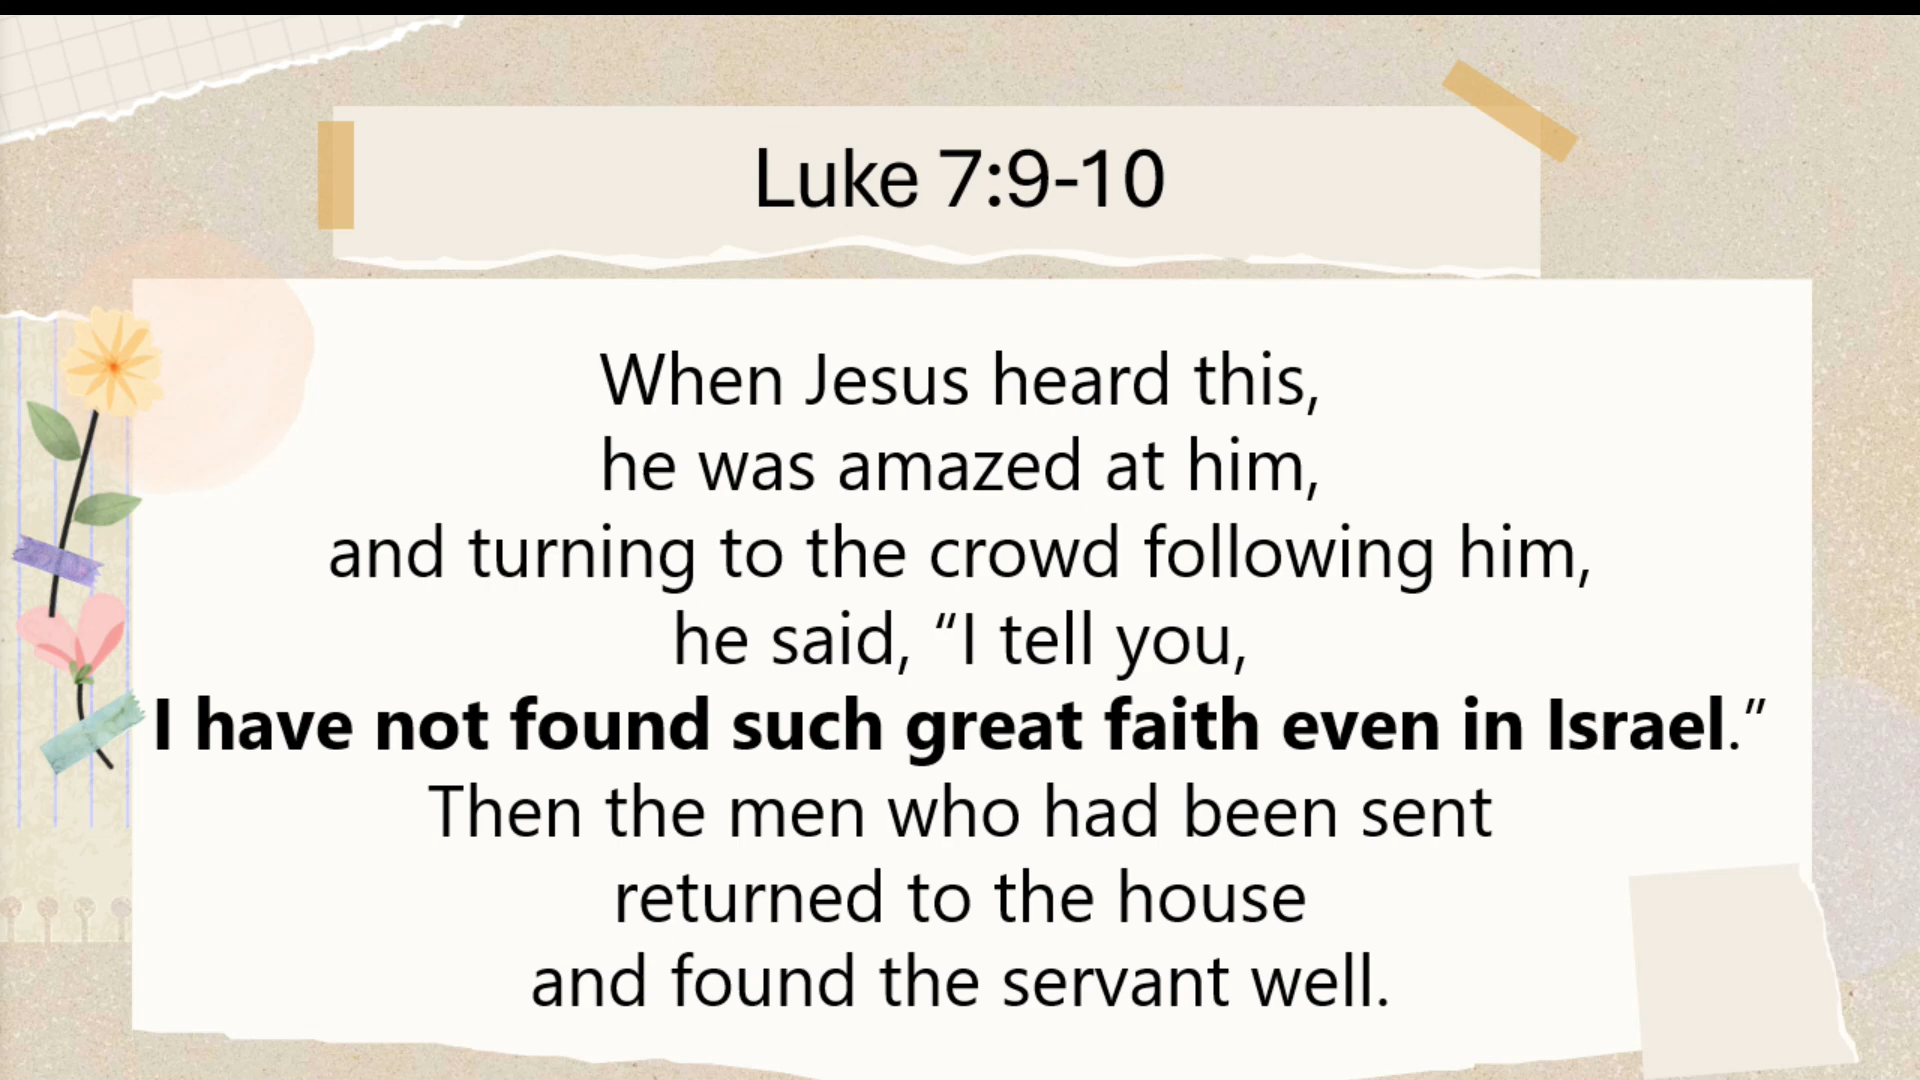 Luke 7:9-10
When Jesus heard this,
he was amazed at him,
and turning to the crowd following him,
he said, “I tell you,
I have not found such great faith even in Israel.”
Then the men who had been sent
returned to the house
and found the servant well.